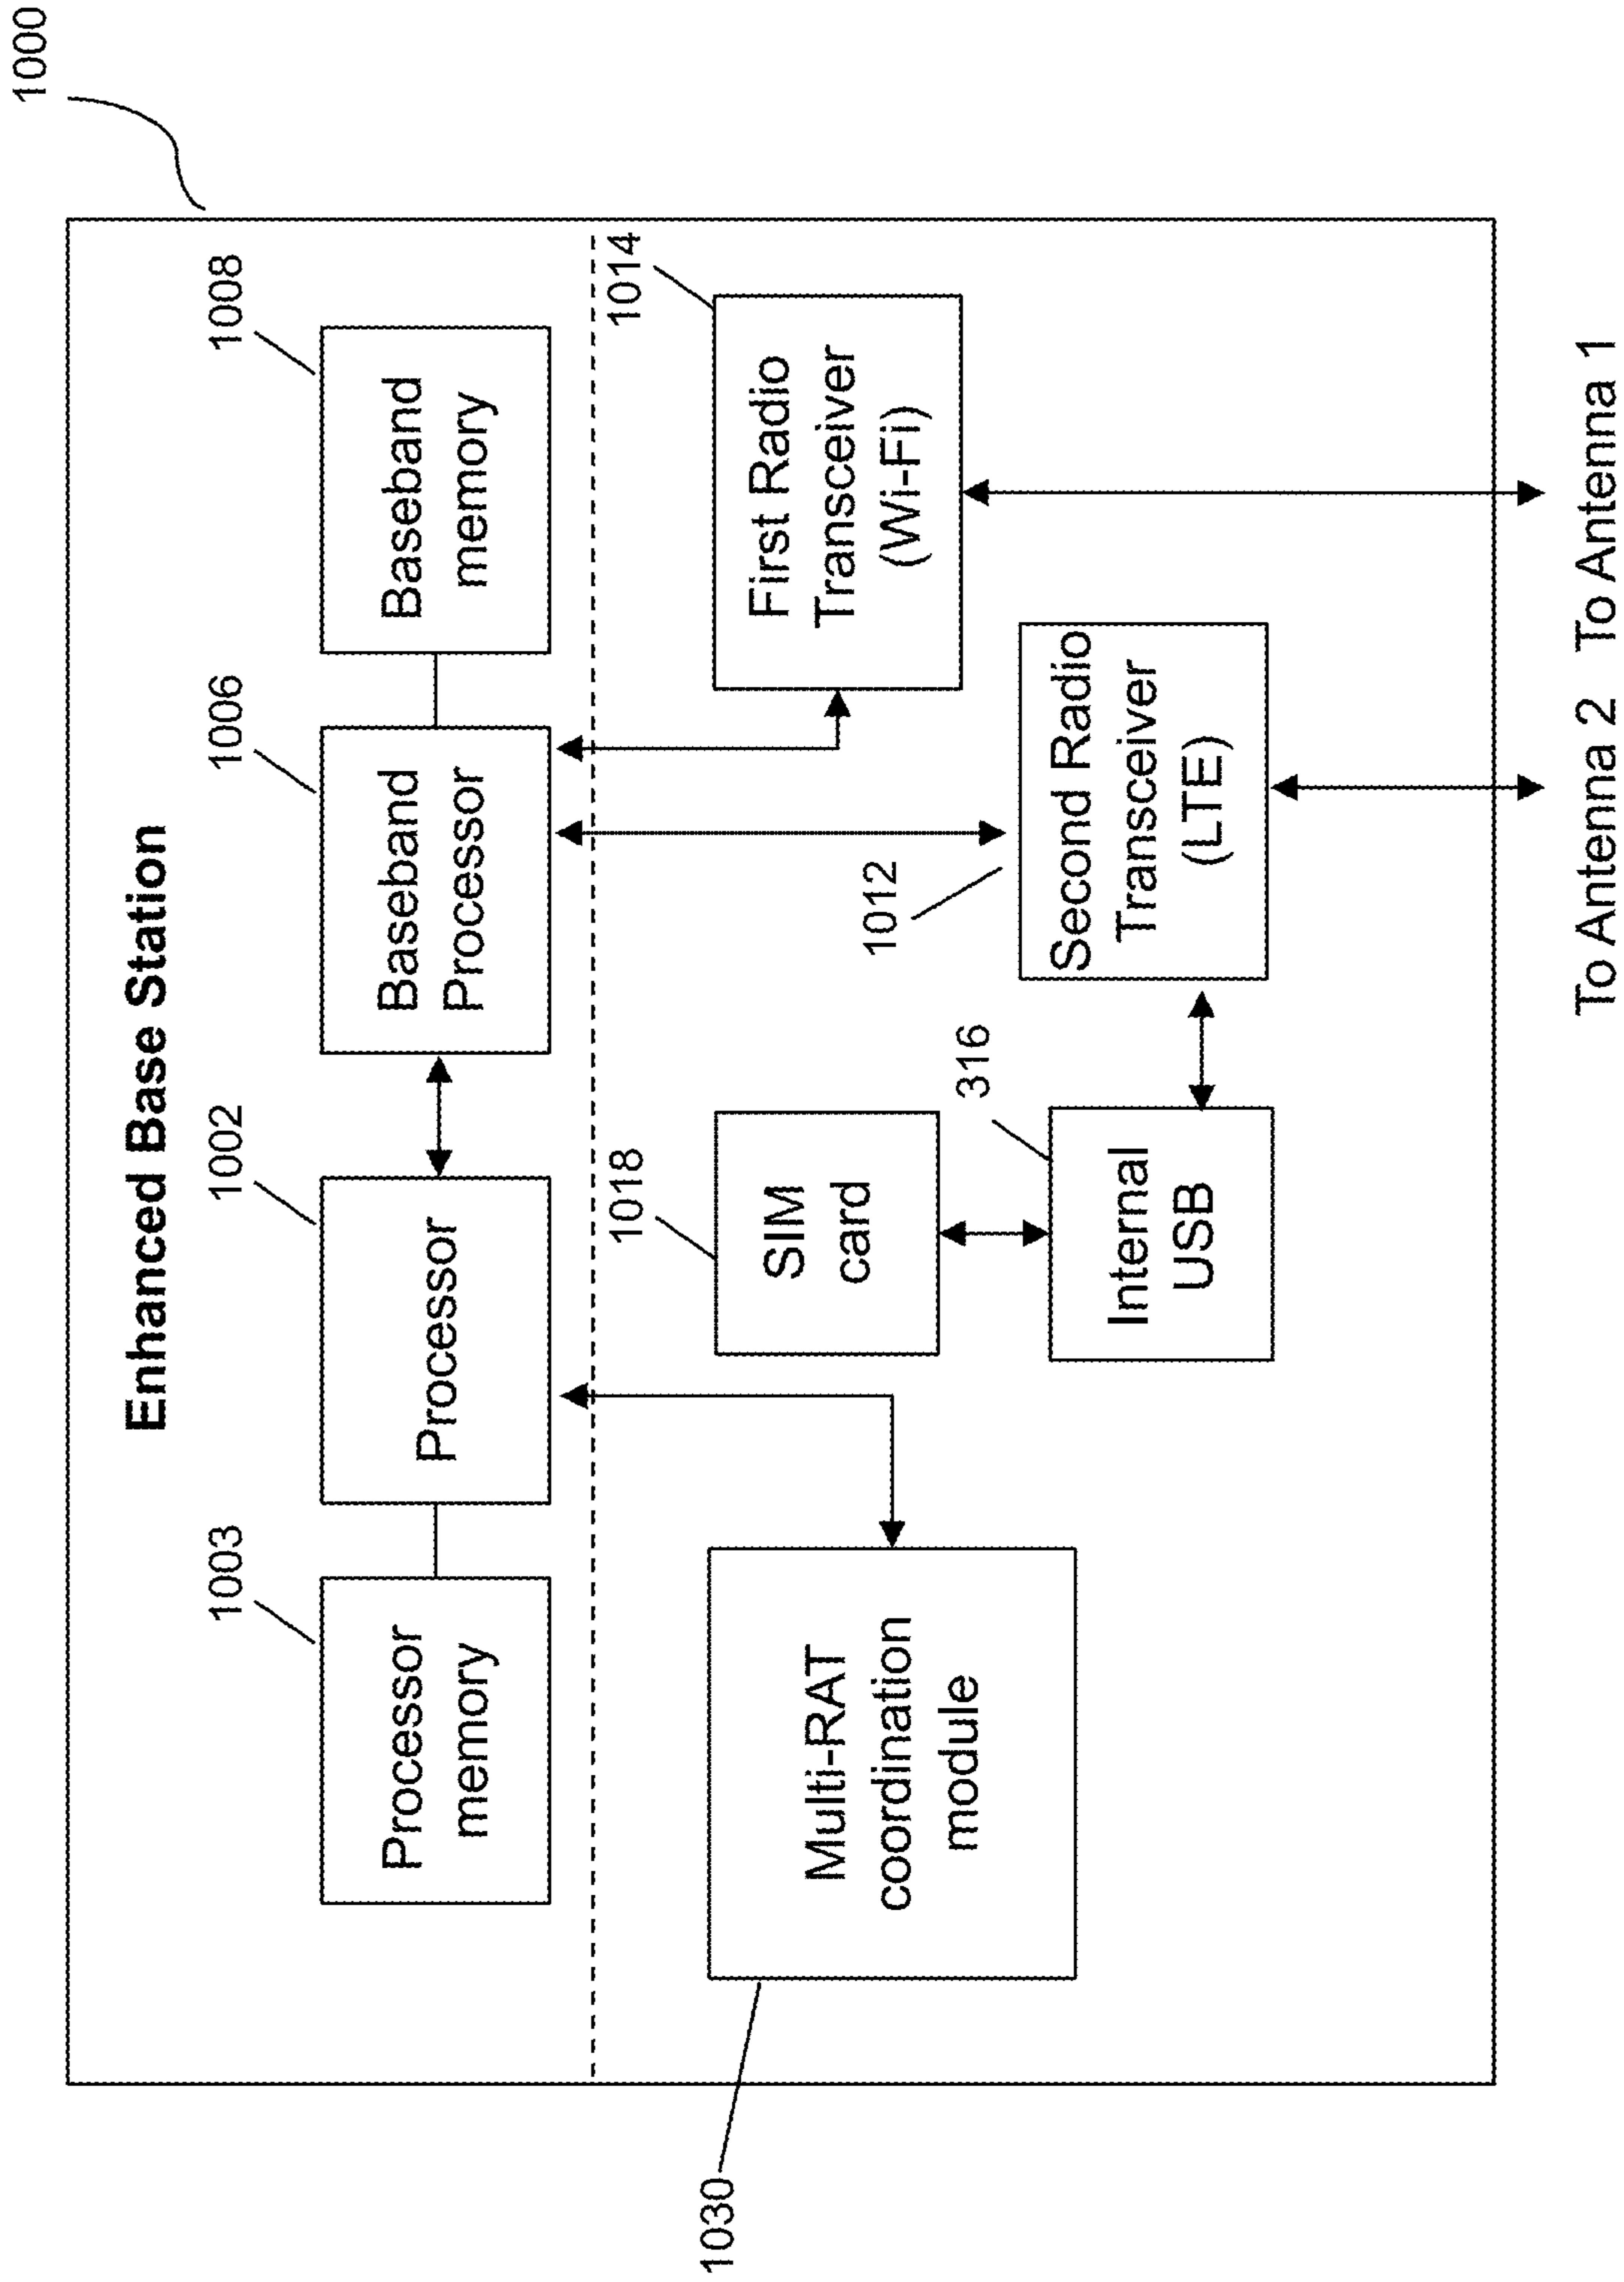 1000
Enhanced Base Station
1003
1002
1006
1008
Processor
memory
Processor
Baseband
Processor
Baseband
memory
1030
1018
1014
Multi-RAT
coordination
module
SIM
card
First Radio
Transceiver
(Wi-Fi)
316
1012
Internal
USB
Second Radio
Transceiver
(LTE)
To Antenna 2
To Antenna 1